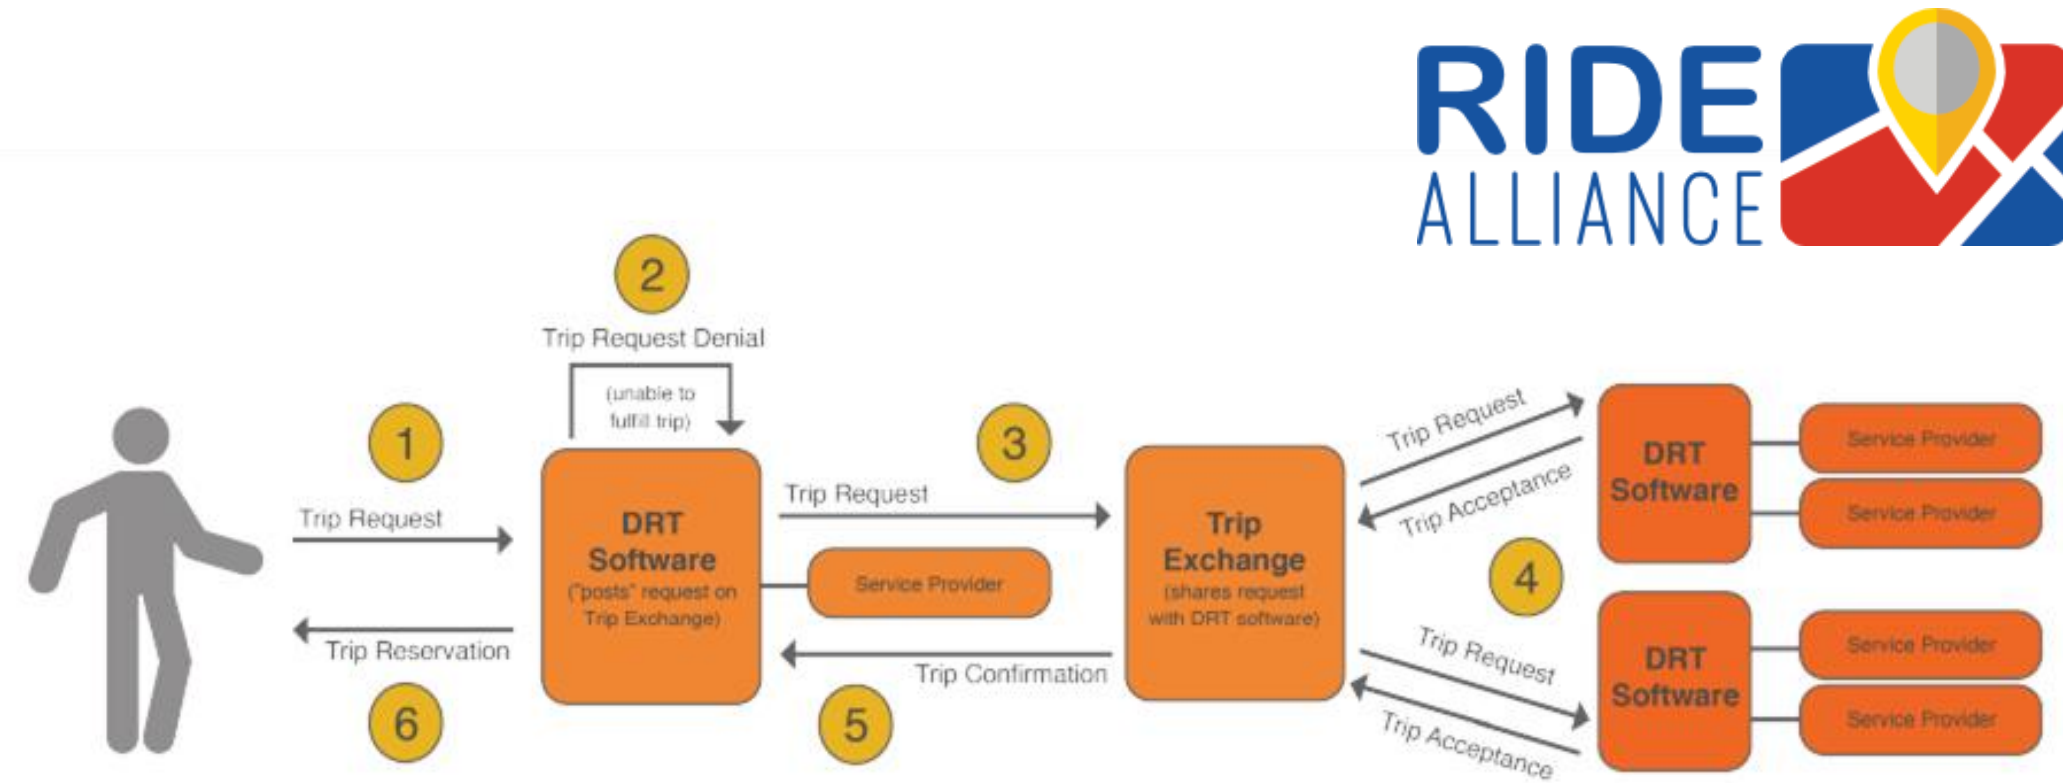 RIDE
ALLIANCE
2
Trip Request Denial
(unable to
fulfill trip)
1
Trip Request
DRT
Software
("posts" request on
Trip Exchange)
Service Provider
3
Trip Request
Trip
Exchange
(shares request
with DRT software)
Trip Request
Trip Acceptance
4
Trip Request
Trip Acceptance
DRT
Software
Service Provider
Service Provider
DRT
Software
Service Provider
Service Provider
Trip Confirmation
5
Trip Reservation
6